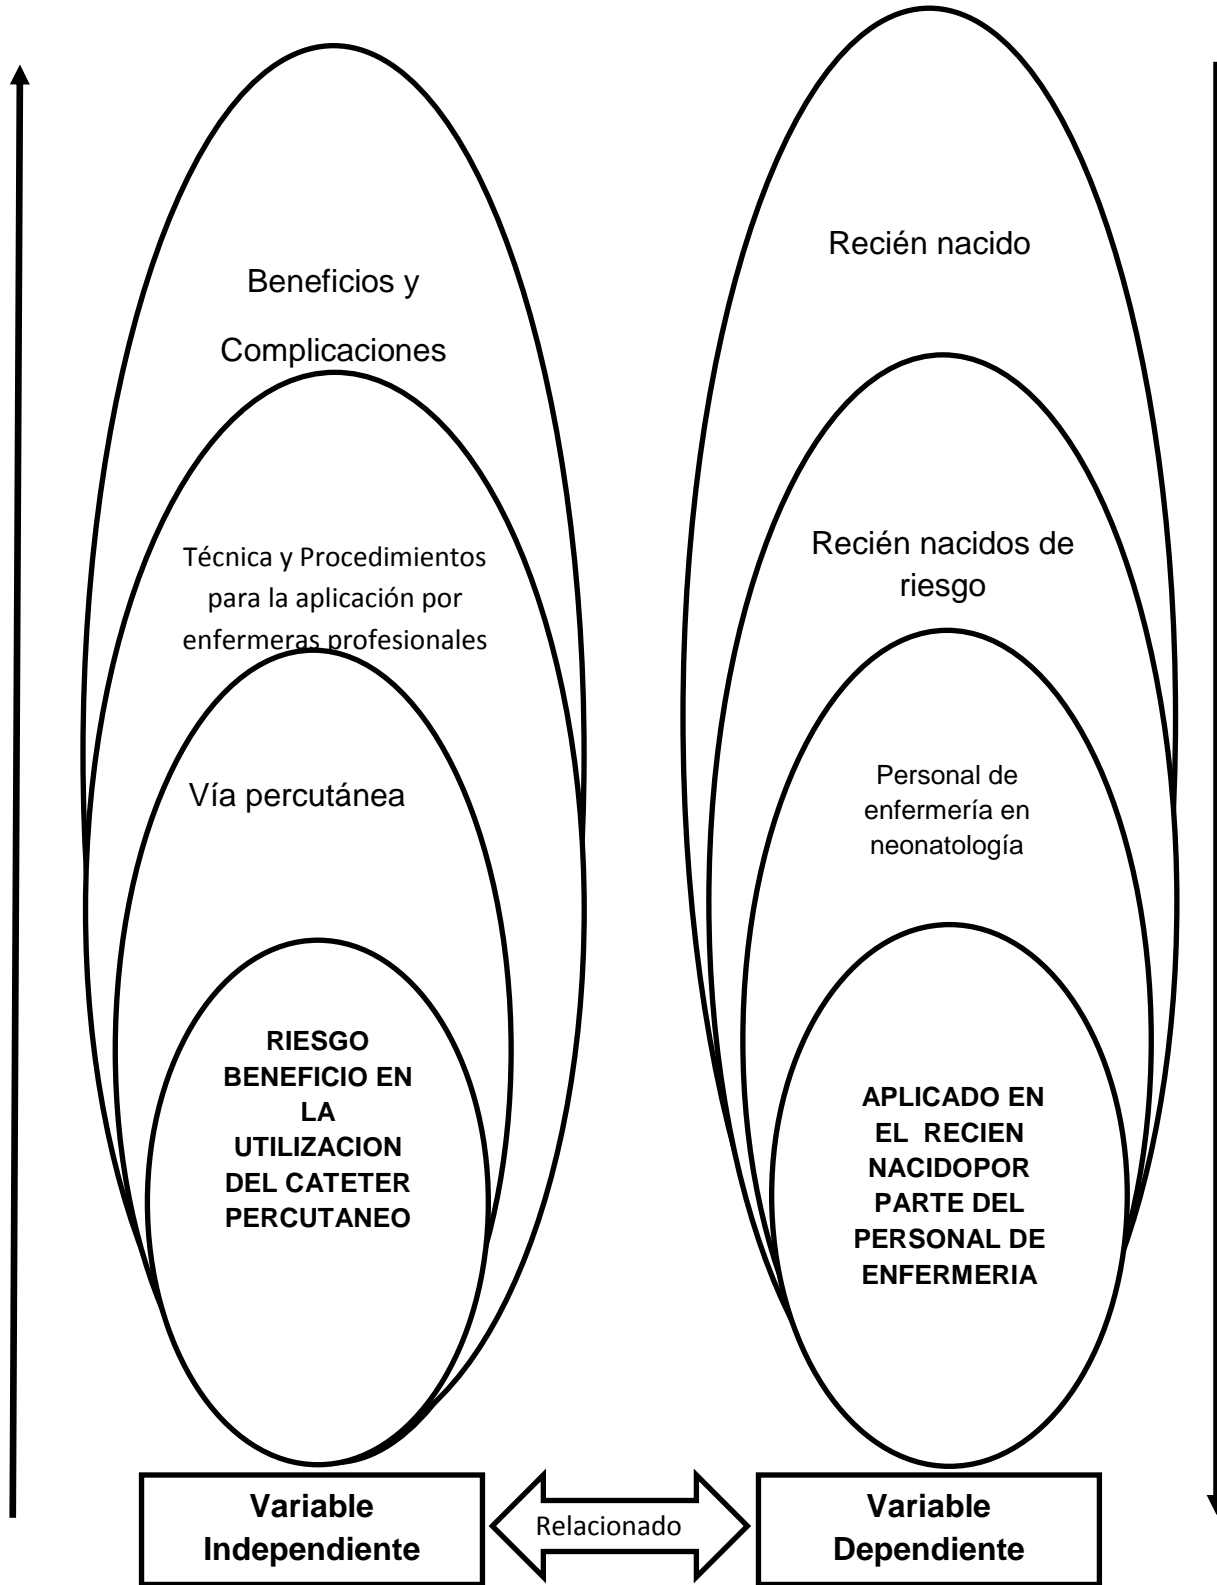 Beneficios y
Complicaciones
Técnica y Procedimientos
para la aplicación por
enfermeras profesionales
Vía percutánea
RIESGO
BENEFICIO EN
LA
UTILIZACION
DEL CATETER
PERCUTANEO
Recién nacido
Recién nacidos de
riesgo
Personal de
enfermería en
neonatología
APLICADO EN
EL RECIEN
NACIDOPOR
PARTE DEL
PERSONAL DE
ENFERMERIA
Variable
Independiente
Relacionado
Variable
Dependiente